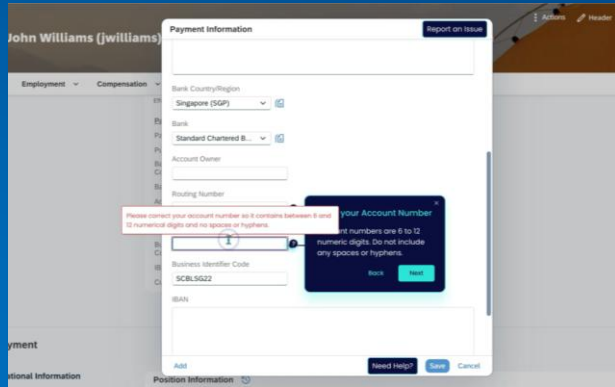 Actions
Header
John Williams (jwilliams)
Payment Information
Report an Issue
Employment
Compensation
Bank Country/Region
Singapore (SGP)
Bank
Standard Chartered B...
Account Owner
Routing Number
Please correct your account number so it contains between 6 and
12 numerical digits and no spaces or hyphens.
your Account Number
nt numbers are 6 to 12
numeric digits. Do not include
any spaces or hyphens.
Back
Next
Business Identifier Code
SCBLSG22
IBAN
yment
Add
Need Help?
Save
Cancel
ational Information
Position Information